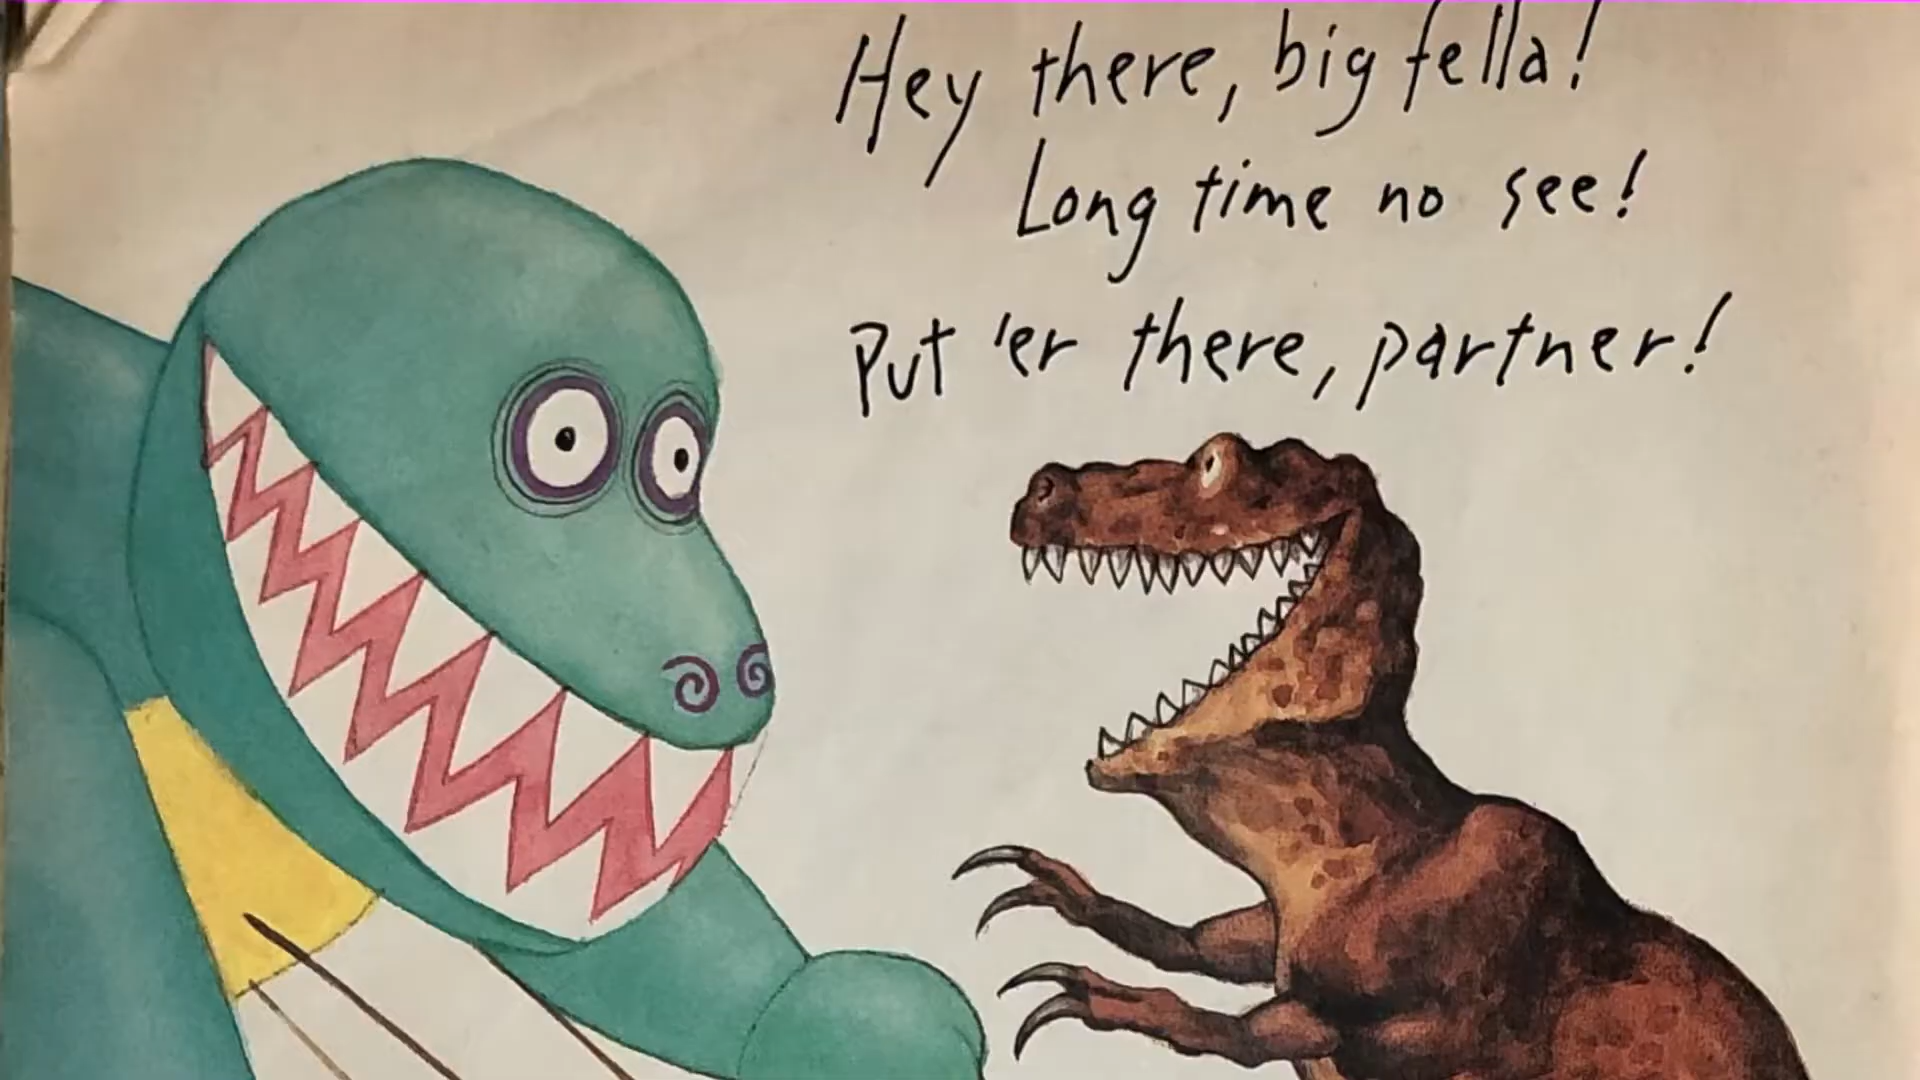 Hey there, big fella!
Long time no see!
Put 'er there, partner!